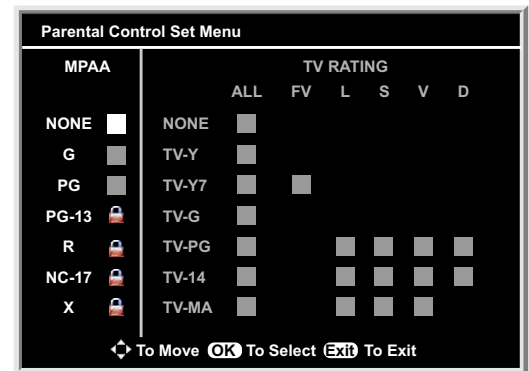 Parental Control Set Menu
MPAA TV RATING
ALL FV L S V D
NONE NONE
G TV-Y
PG TV-Y7
PG-13 TV-G
R TV-PG
NC-17 TV-14
X TV-MA
To Move OK To Select Exit To Exit